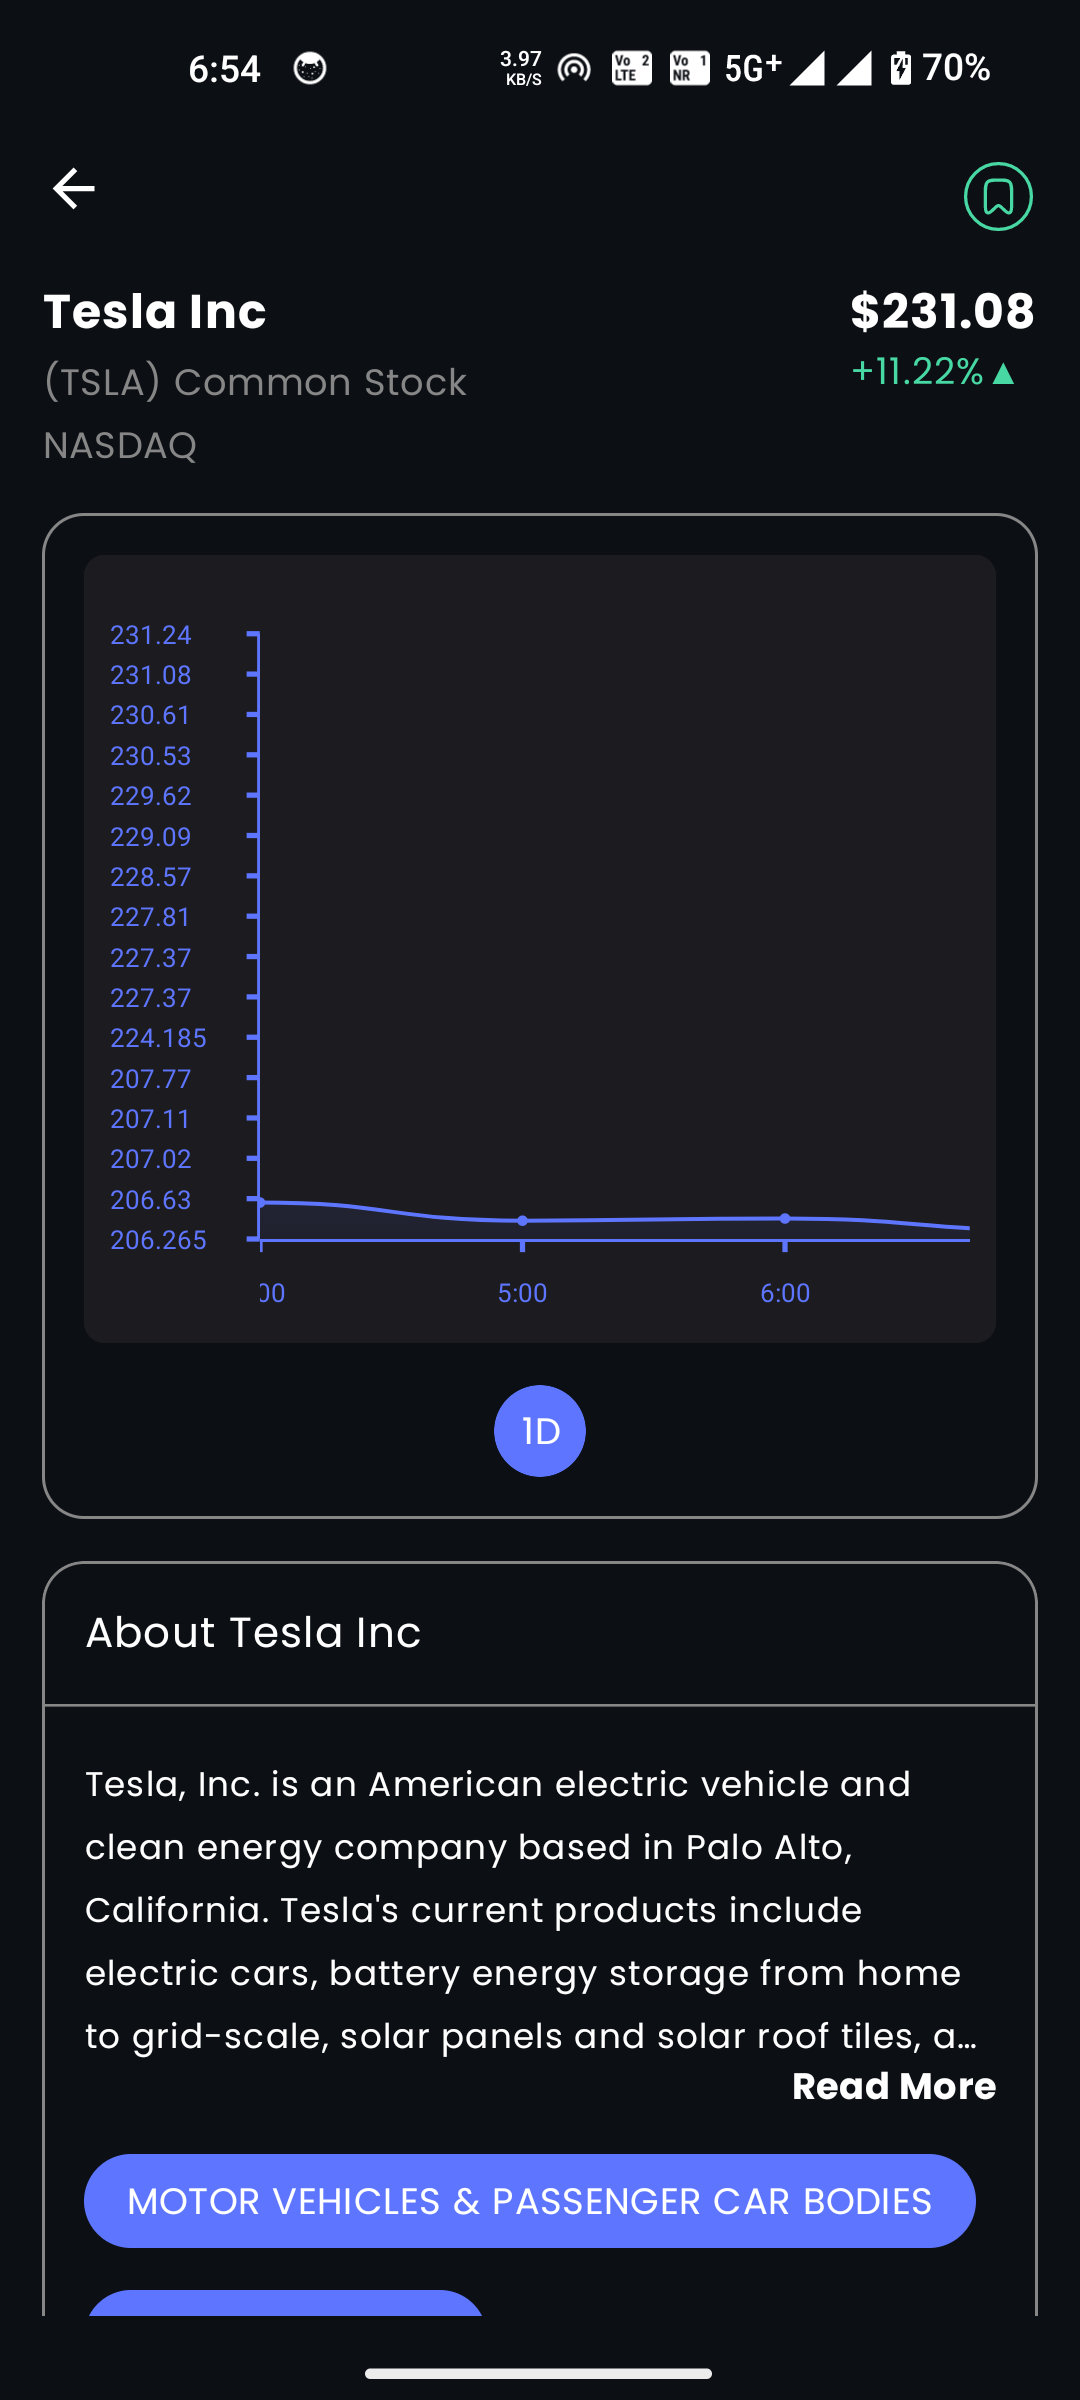 6:54 3.97 KB/S Vo 2 LTE Vo 1 NR 5G+ 70%
Tesla Inc
$231.08
(TSLA) Common Stock
+11.22%▲
NASDAQ
231.24
231.08
230.61
230.53
229.62
229.09
228.57
227.81
227.37
227.37
224.185
207.77
207.11
207.02
206.63
206.265
00 5:00 6:00
1D
About Tesla Inc
Tesla, Inc. is an American electric vehicle and
clean energy company based in Palo Alto,
California. Tesla's current products include
electric cars, battery energy storage from home
to grid-scale, solar panels and solar roof tiles, a…
Read More
MOTOR VEHICLES & PASSENGER CAR BODIES